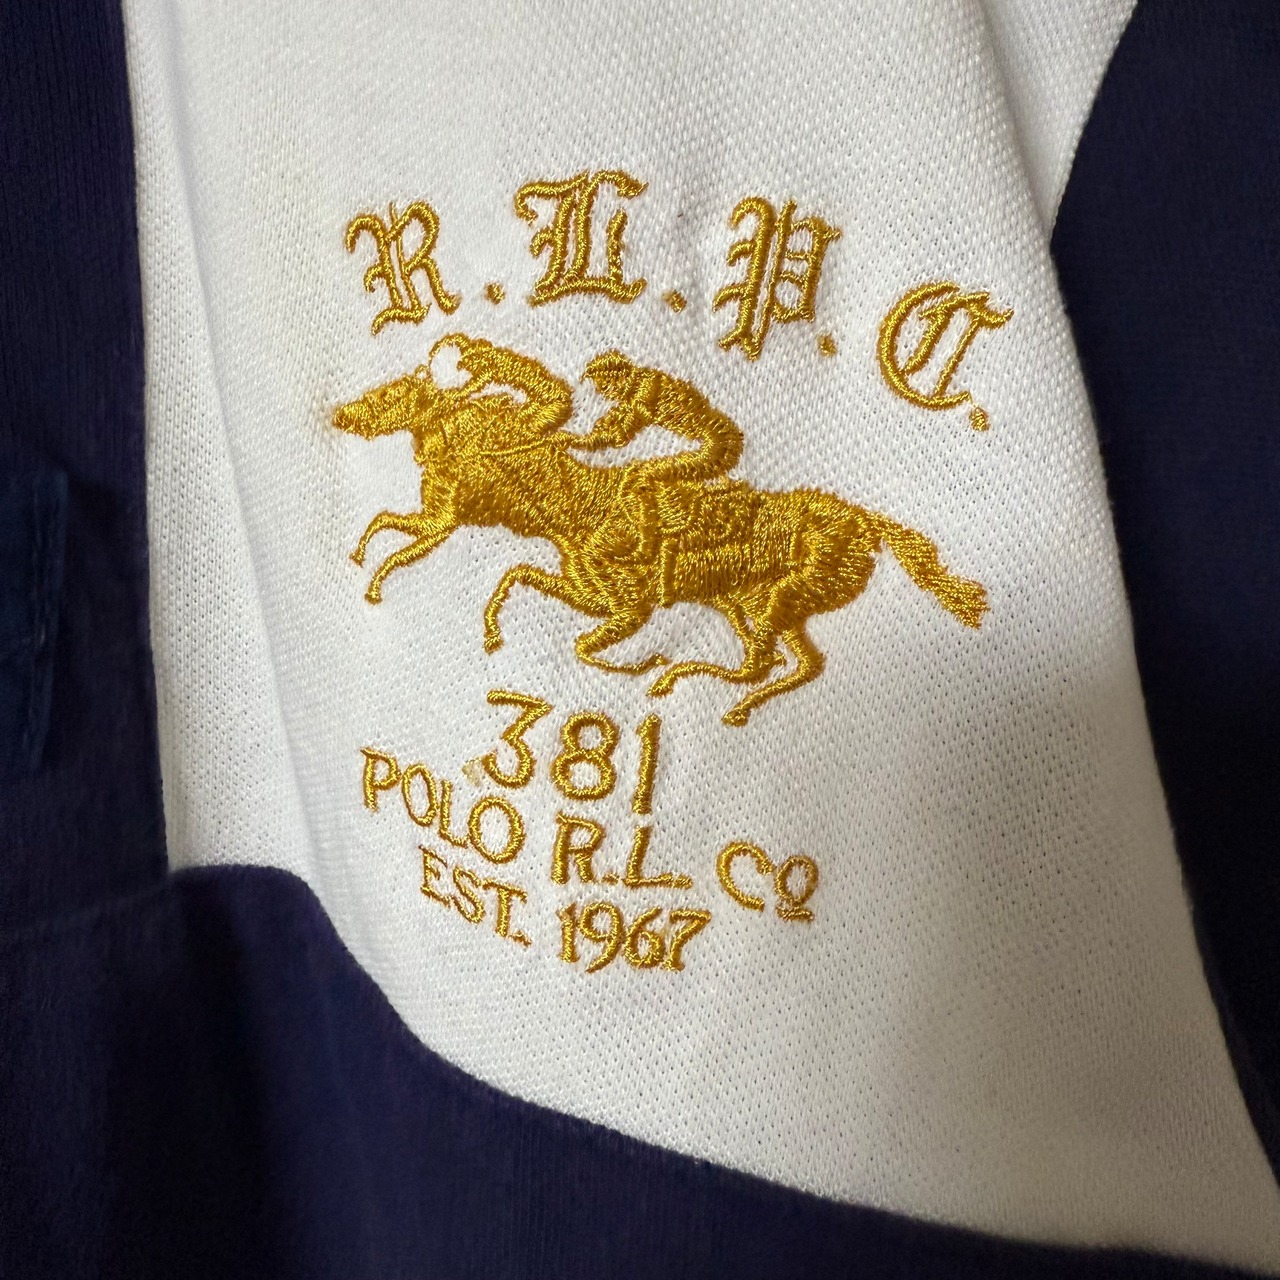 R.L.P.C.
381
POLO R.L. Co
EST. 1967